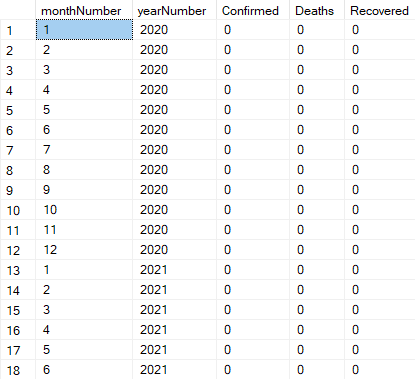 monthNumber yearNumber Confirmed Deaths Recovered
1 1 2020 0 0 0
2 2 2020 0 0 0
3 3 2020 0 0 0
4 4 2020 0 0 0
5 5 2020 0 0 0
6 6 2020 0 0 0
7 7 2020 0 0 0
8 8 2020 0 0 0
9 9 2020 0 0 0
10 10 2020 0 0 0
11 11 2020 0 0 0
12 12 2020 0 0 0
13 1 2021 0 0 0
14 2 2021 0 0 0
15 3 2021 0 0 0
16 4 2021 0 0 0
17 5 2021 0 0 0
18 6 2021 0 0 0